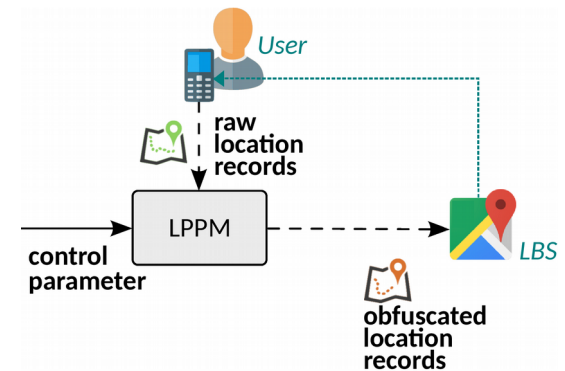 User
raw
location
records
LPPM
control
parameter
LBS
obfuscated
location
records